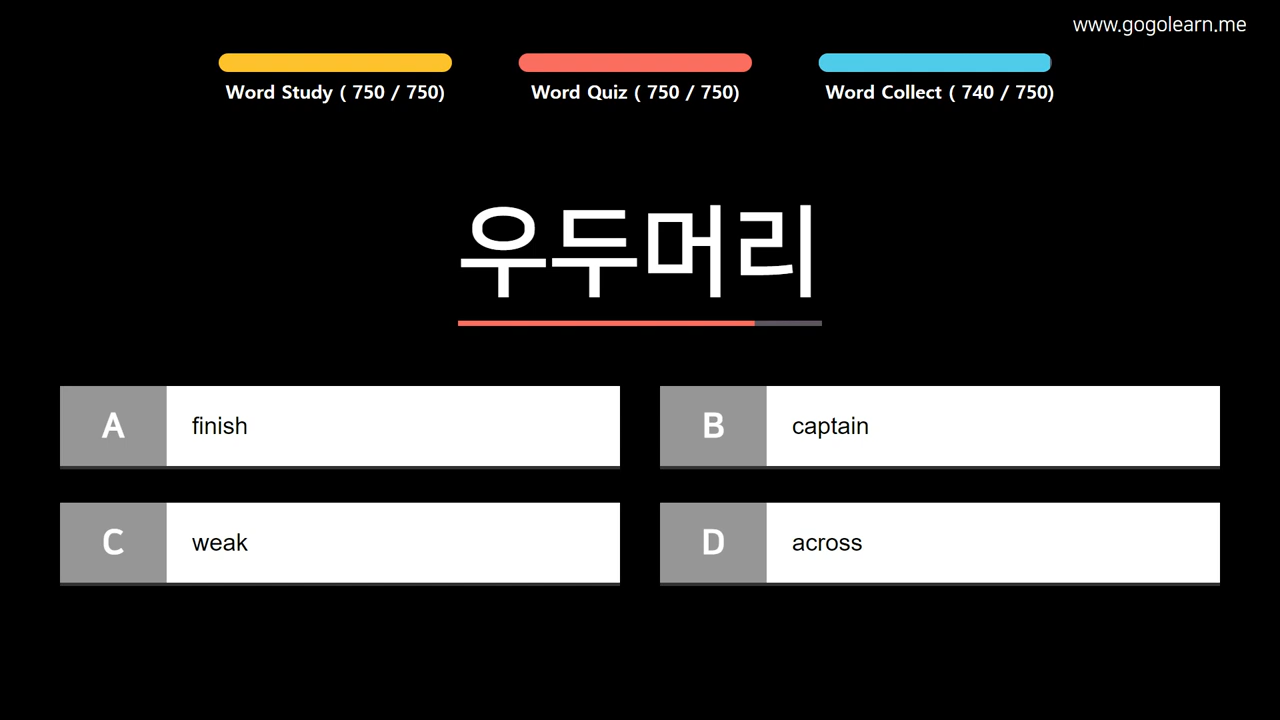 www.gogolearn.me
Word Study ( 750 / 750)
Word Quiz ( 750 / 750)
Word Collect ( 740 / 750)
우두머리
A finish
B captain
C weak
D across